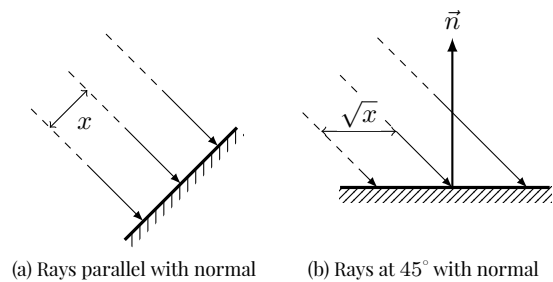 n⃗
x
√x
(a) Rays parallel with normal
(b) Rays at 45° with normal